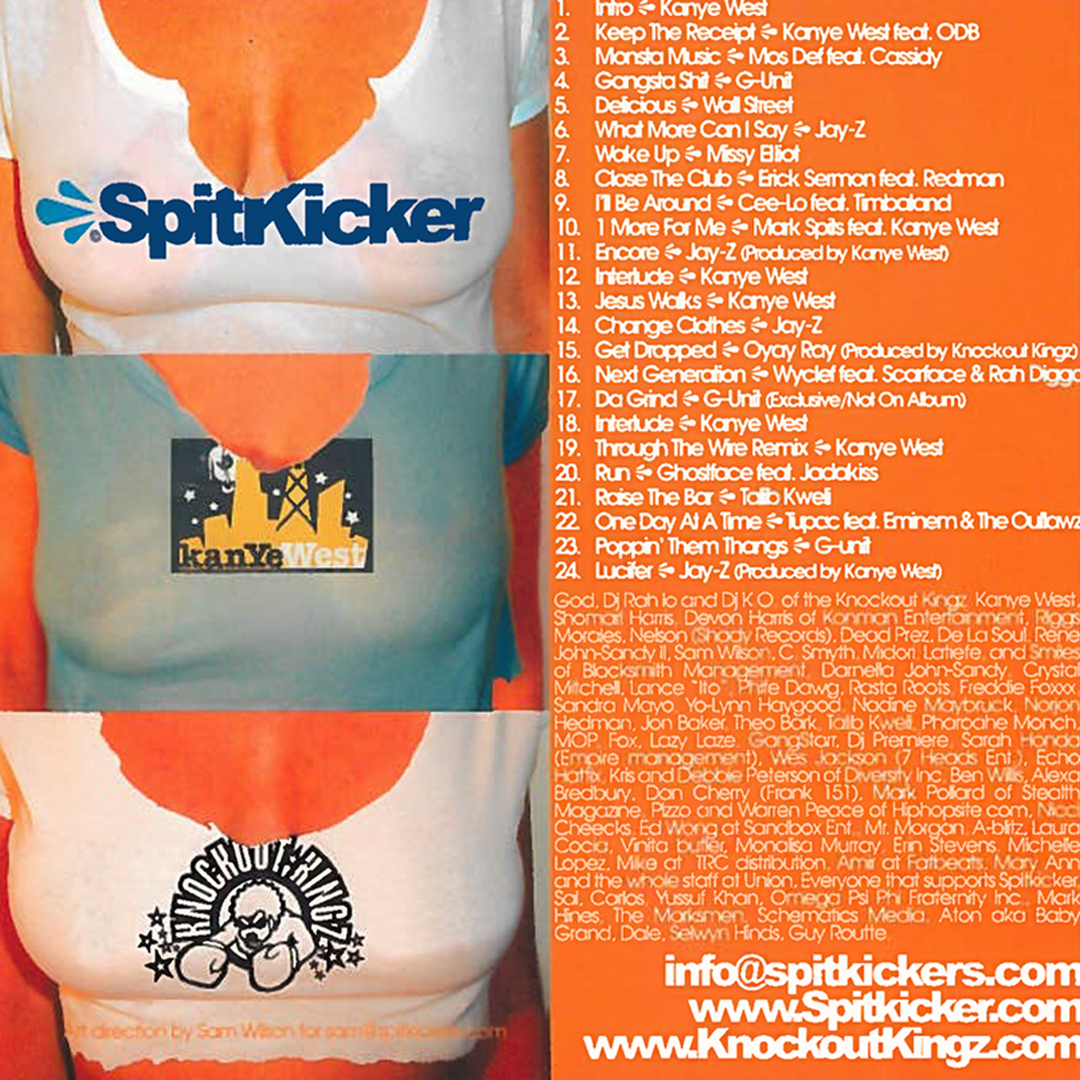 SpitKicker
kanYeWest
KNOCKOUT KINGZ
direction by Sam Wilson for sam@spitkicker.com
1. Intro Kanye West
2. Keep The Receipt Kanye West feat. ODB
3. Monsta Music Mos Def feat. Cassidy
4. Gangsta Shit G-Unit
5. Delicious Wall Street
6. What More Can I Say Jay-Z
7. Wake Up Missy Elliot
8. Close The Club Erick Sermon feat. Redman
9. I'll Be Around Cee-Lo feat. Timbaland
10. 1 More For Me Mark Spits feat. Kanye West
11. Encore Jay-Z (Produced by Kanye West)
12. Interlude Kanye West
13. Jesus Walks Kanye West
14. Change Clothes Jay-Z
15. Get Dropped Oyay Ray (Produced by Knockout Kingz)
16. Next Generation Wyclef feat. Scarface & Rah Digga
17. Da Grind G-Unit (Exclusive/Not On Album)
18. Interlude Kanye West
19. Through The Wire Remix Kanye West
20. Run Ghostface feat. Jadakiss
21. Raise The Bar Talib Kweli
22. One Day At A Time Tupac feat. Eminem & The Outlawz
23. Poppin' Them Thangs G-unit
24. Lucifer Jay-Z (Produced by Kanye West)
God, Dj Rah lo and Dj K.O. of the Knockout Kingz, Kanye West,
Shomari Harris, Devon Harris of Konman Entertainment, Riggs
Morales, Nelson (Shady Records), Dead Prez, De La Soul, Rene
John-Sandy II, Sam Wilson, C. Smyth, Midori Latiefe, and Smiles
of Blacksmith Management, Darnella John-Sandy, Crystal
Mitchell, Lance "Ito", Phife Dawg, Rasta Roots, Freddie Foxxx,
Sandra Mayo, Yo-Lynn Haygood, Nadine Maybruck, Norjon
Hedman, Jon Baker, Theo Bark, Talib Kweli, Pharoahe Monch,
MOP, Fox, Lazy Laze, GangStarr, Dj Premiere, Sarah Honda
(Empire management), Wes Jackson (7 Heads Ent.), Echo
Hattix, Kris and Debbie Peterson of Diversity Inc, Ben Willis, Alexa
Bredbury, Dan Cherry (Frank 151), Mark Pollard of Stealth
Magazine, Pizzo and Warren Peace of Hiphopsite com, Nicci
Cheecks, Ed Wong at Sandbox Ent., Mr. Morgan, A-blitz, Laura
Cocia, Vinita butler, Monalisa Murray, Erin Stevens, Michelle
Lopez, Mike at TRC distribution, Amir at Fatbeats, Mary Ann
and the whole staff at Union, Everyone that supports Spitkicker,
Sal, Carlos, Yussuf Khan, Omega Psi Phi Fraternity Inc., Mark
Hines, The Marksmen, Schematics Media, Aton aka Baby
Grand, Dale, Selwyn Hinds, Guy Routte.
info@spitkickers.com
www.Spitkicker.com
www.KnockoutKingz.com